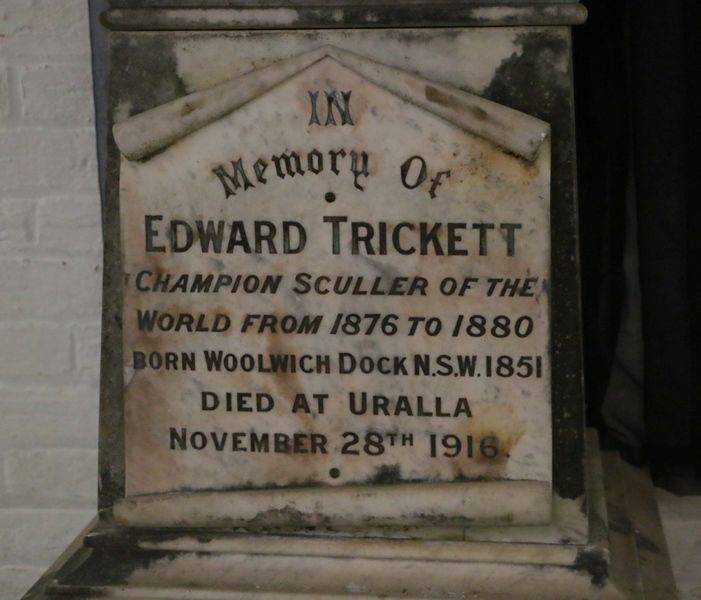 IN
Memory Of
EDWARD TRICKETT
CHAMPION SCULLER OF THE
WORLD FROM 1876 TO 1880
BORN WOOLWICH DOCK N.S.W. 1851
DIED AT URALLA
NOVEMBER 28TH 1916.